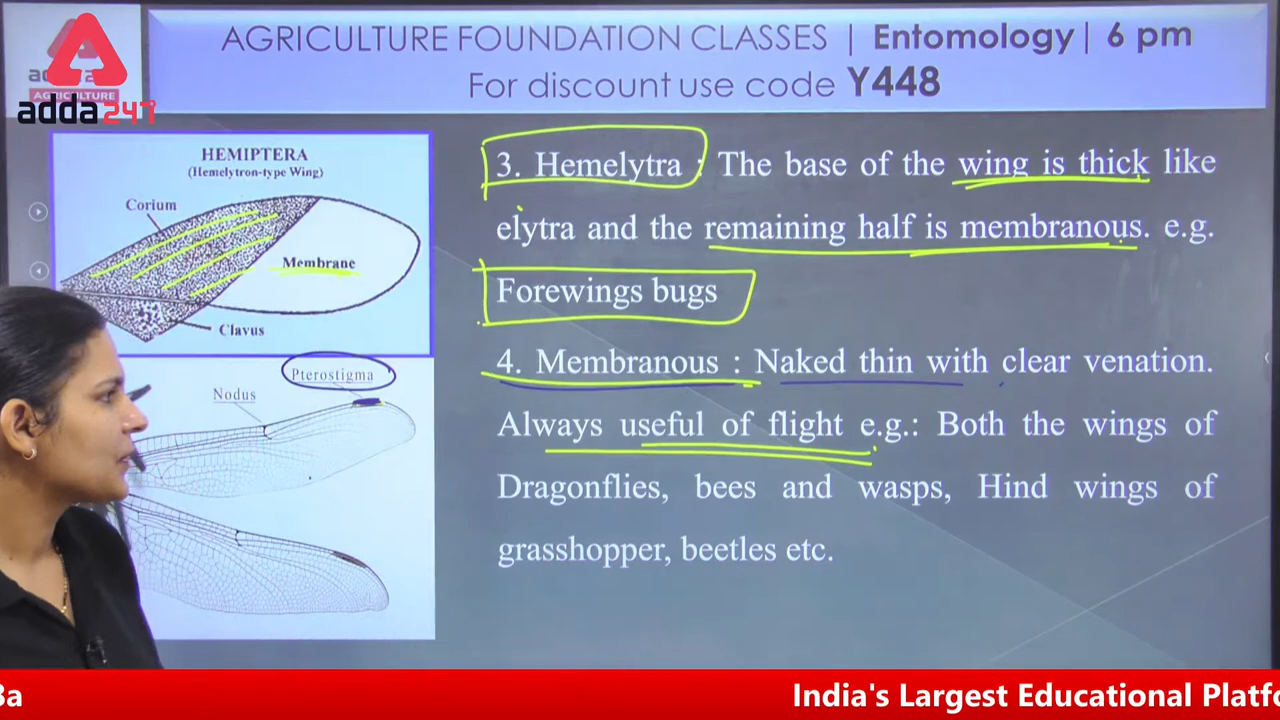 AGRICULTURE FOUNDATION CLASSES | Entomology| 6 pm
For discount use code Y448
AGRICULTURE
adda247
HEMIPTERA
(Hemelytron-type Wing)
Corium
Membrane
Clavus
Pterostigma
Nodus
3. Hemelytra : The base of the wing is thick like
elytra and the remaining half is membranous. e.g.
Forewings bugs
4. Membranous : Naked thin with clear venation.
Always useful of flight e.g.: Both the wings of
Dragonflies, bees and wasps, Hind wings of
grasshopper, beetles etc.
India's Largest Educational Platfo